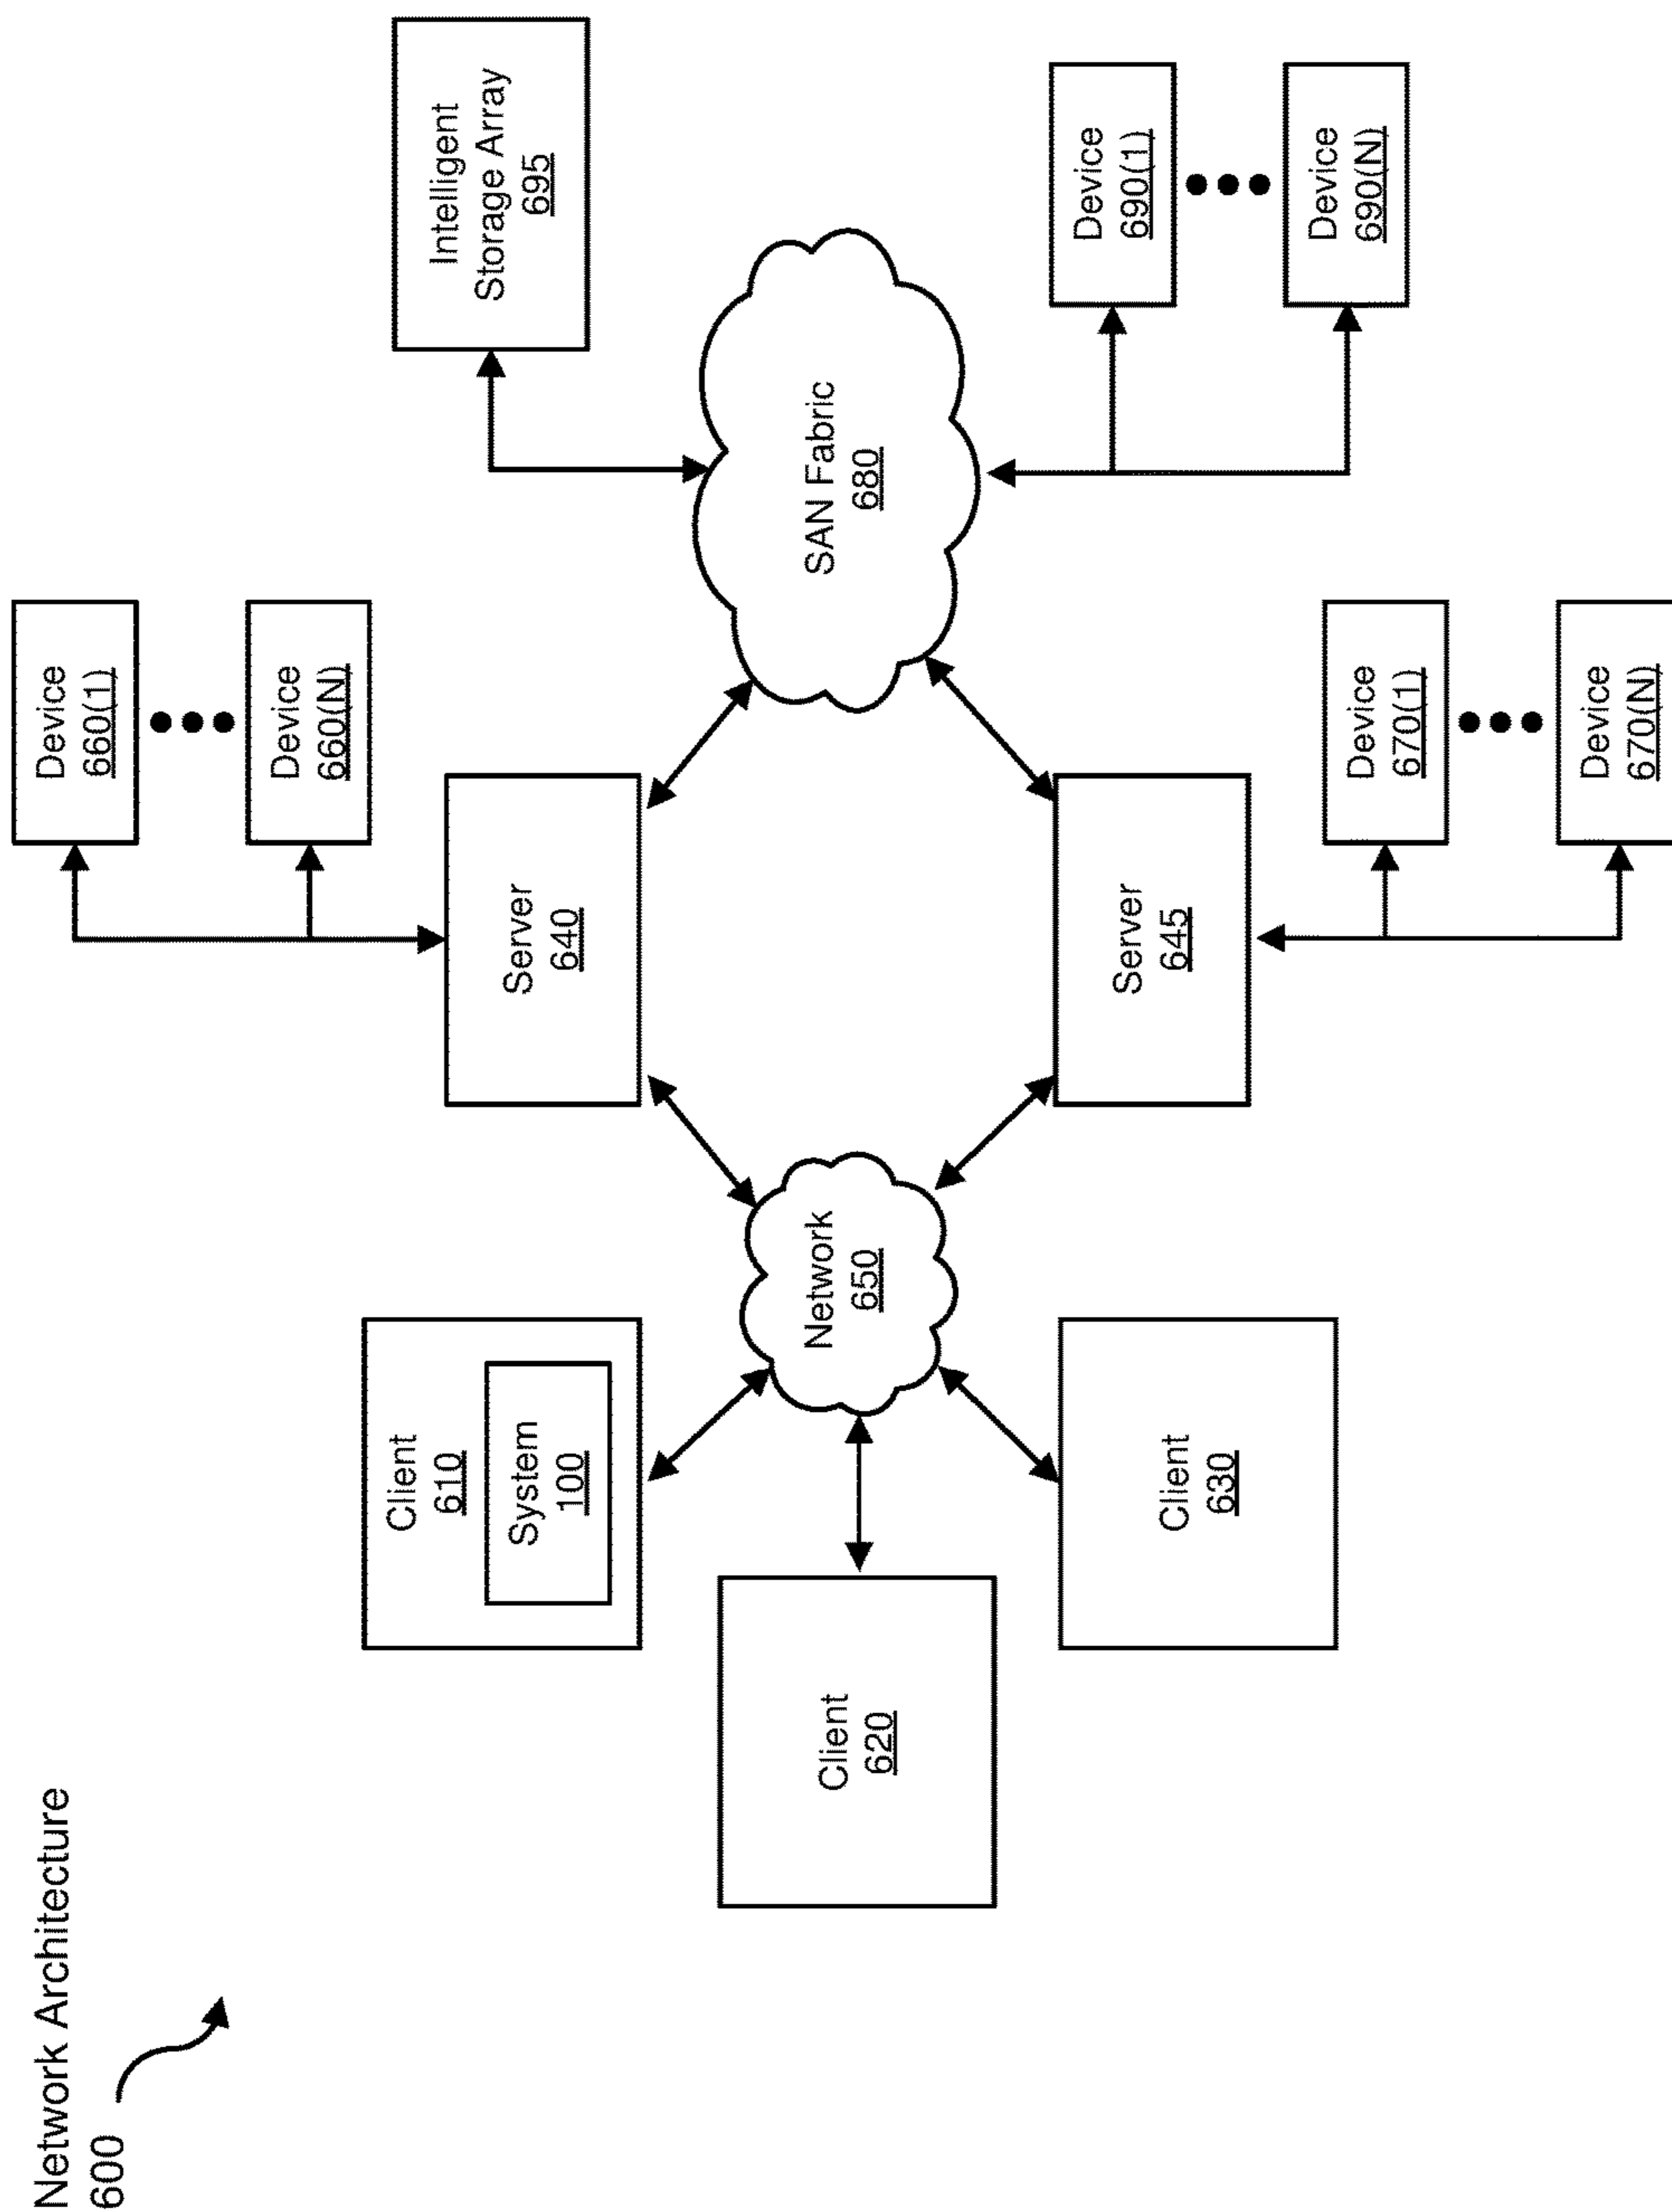 Network Architecture
600
Client
610
System
100
Client
620
Client
630
Network
650
Server
640
Server
645
Device
660(1)
Device
660(N)
Device
670(1)
Device
670(N)
SAN Fabric
680
Intelligent
Storage Array
695
Device
690(1)
Device
690(N)